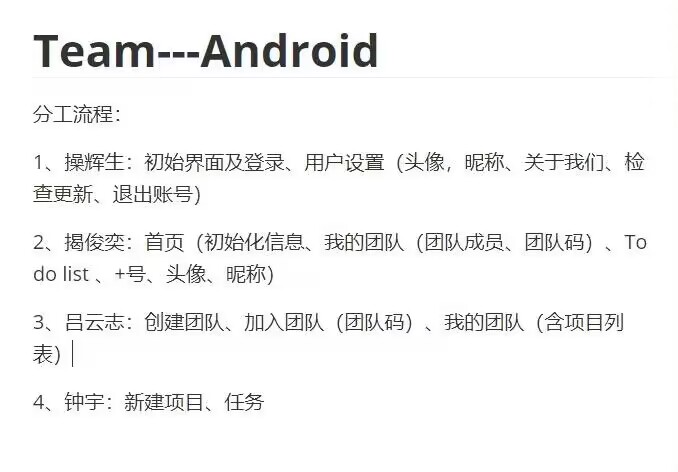 Team---Android
分工流程：
1、操辉生：初始界面及登录、用户设置（头像，昵称、关于我们、检
查更新、退出账号）
2、揭俊奕：首页（初始化信息、我的团队（团队成员、团队码）、To
do list 、+号、头像、昵称）
3、吕云志：创建团队、加入团队（团队码）、我的团队（含项目列
表）
4、钟宇：新建项目、任务